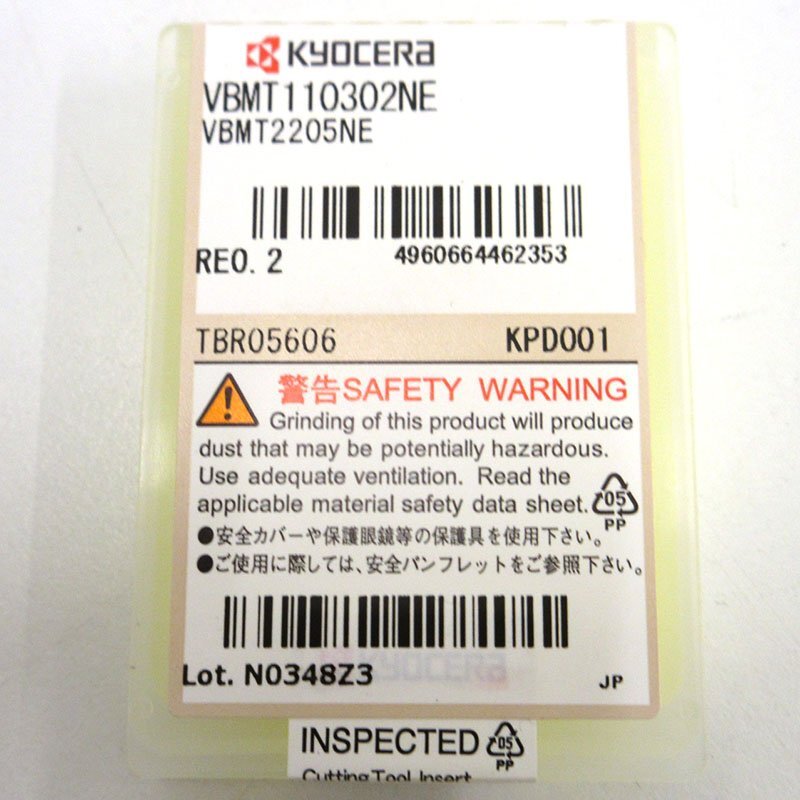 KYOCERA
VBMT110302NE
VBMT2205NE
RE0.2
4960664462353
TBR05606 KPD001
警告SAFETY WARNING
Grinding of this product will produce
dust that may be potentially hazardous.
Use adequate ventilation. Read the
applicable material safety data sheet.
05
PP
●安全カバーや保護眼鏡等の保護具を使用下さい。
●ご使用に際しては、安全パンフレットをご参照下さい。
KYOCERA
Lot. N0348Z3
JP
INSPECTED
05
PP
Cutting Tool Insert